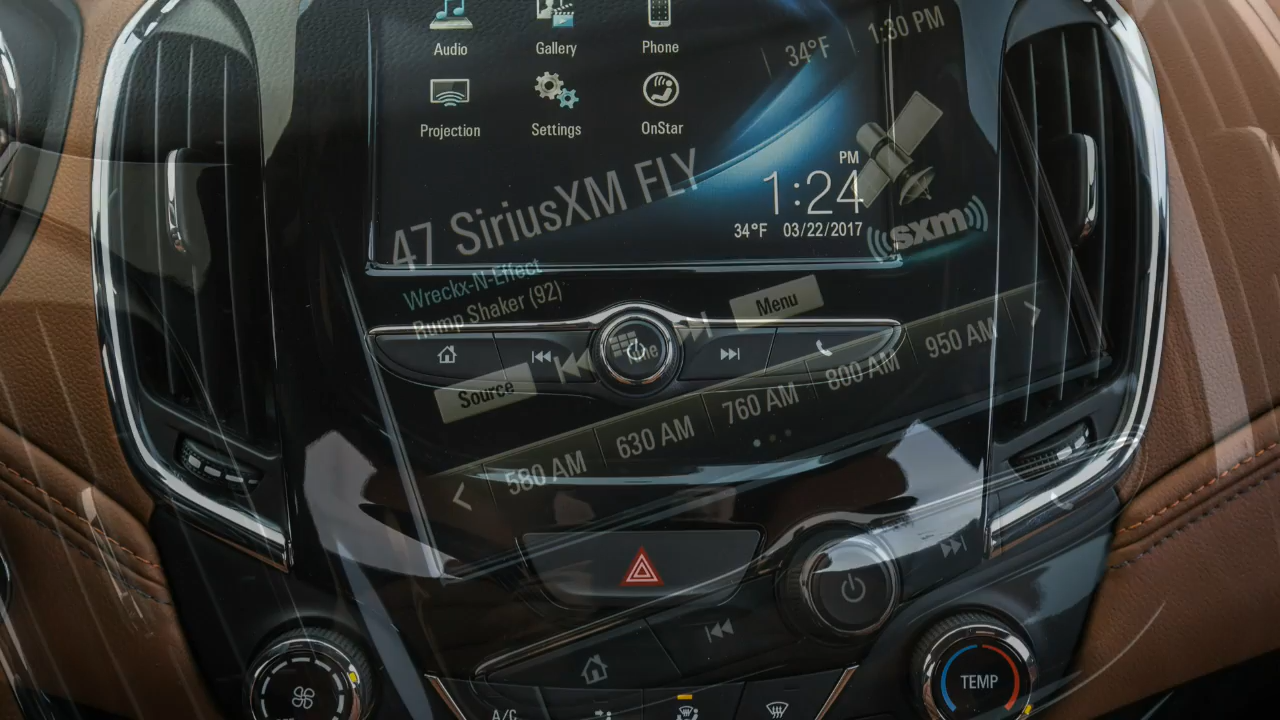 Audio Gallery Phone
34°F 1:30 PM
Projection Settings OnStar
PM
1:24
34°F 03/22/2017
47 SiriusXM FLY
sxm
Wreckx-N-Effect
Rump Shaker (92)
Menu
Source
580 AM 630 AM 760 AM 800 AM 950 AM
TEMP
A/C